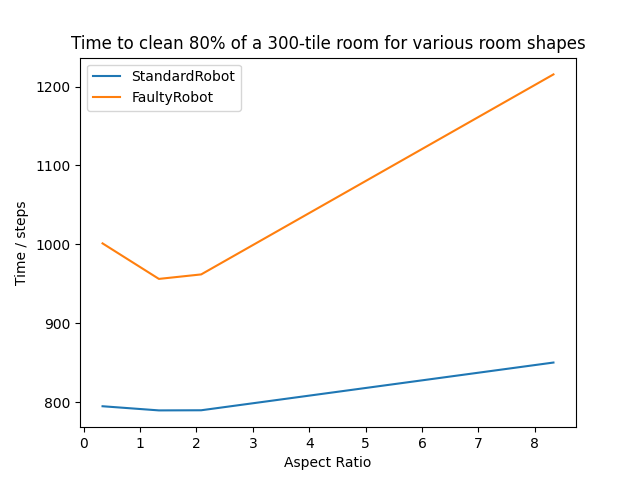 Time to clean 80% of a 300-tile room for various room shapes
StandardRobot
FaultyRobot
1200
1100
1000
900
800
Time / steps
0 1 2 3 4 5 6 7 8
Aspect Ratio